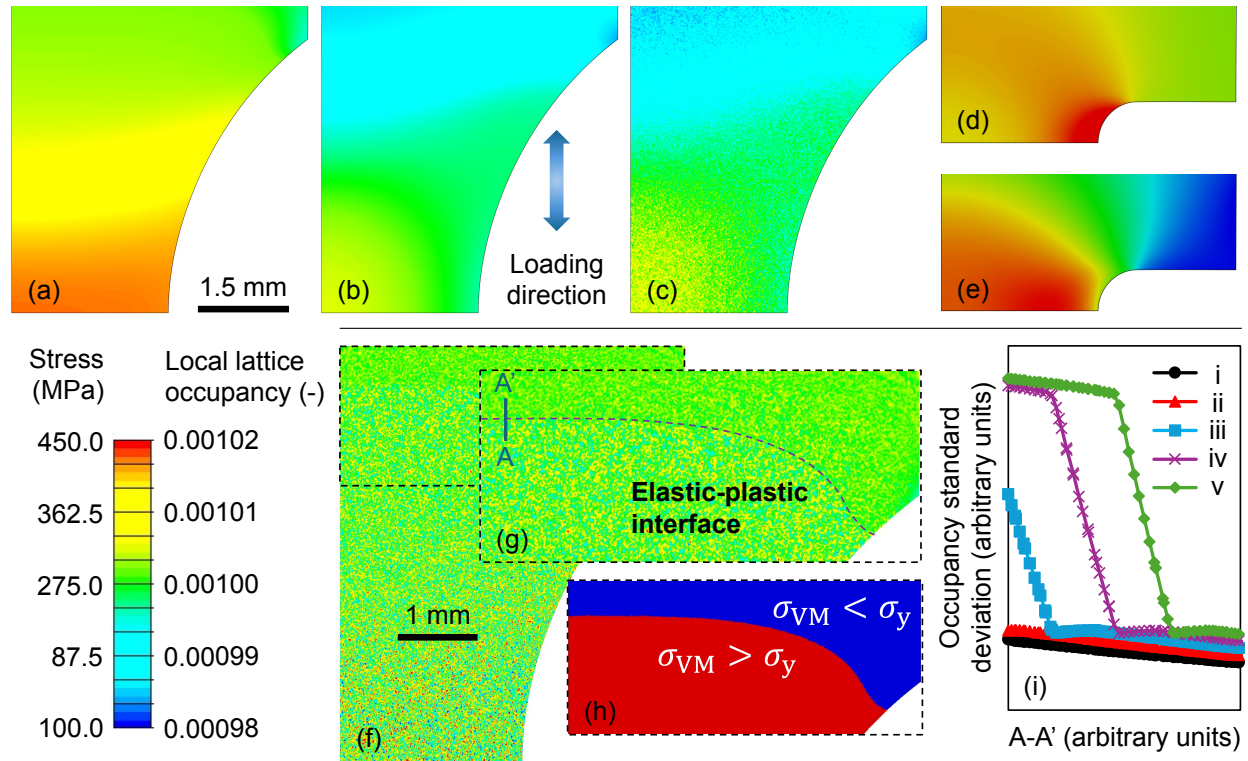 (a)
1.5 mm
(b)
Loading
direction
(c)
(d)
(e)
Stress
(MPa)
Local lattice
occupancy (-)
450.0
0.00102
362.5
0.00101
275.0
0.00100
87.5
0.00099
100.0
0.00098
(f)
1 mm
A'
A
Elastic-plastic
interface
(g)
σVM < σy
σVM > σy
(h)
Occupancy standard
deviation (arbitrary units)
i
ii
iii
iv
v
(i)
A-A' (arbitrary units)